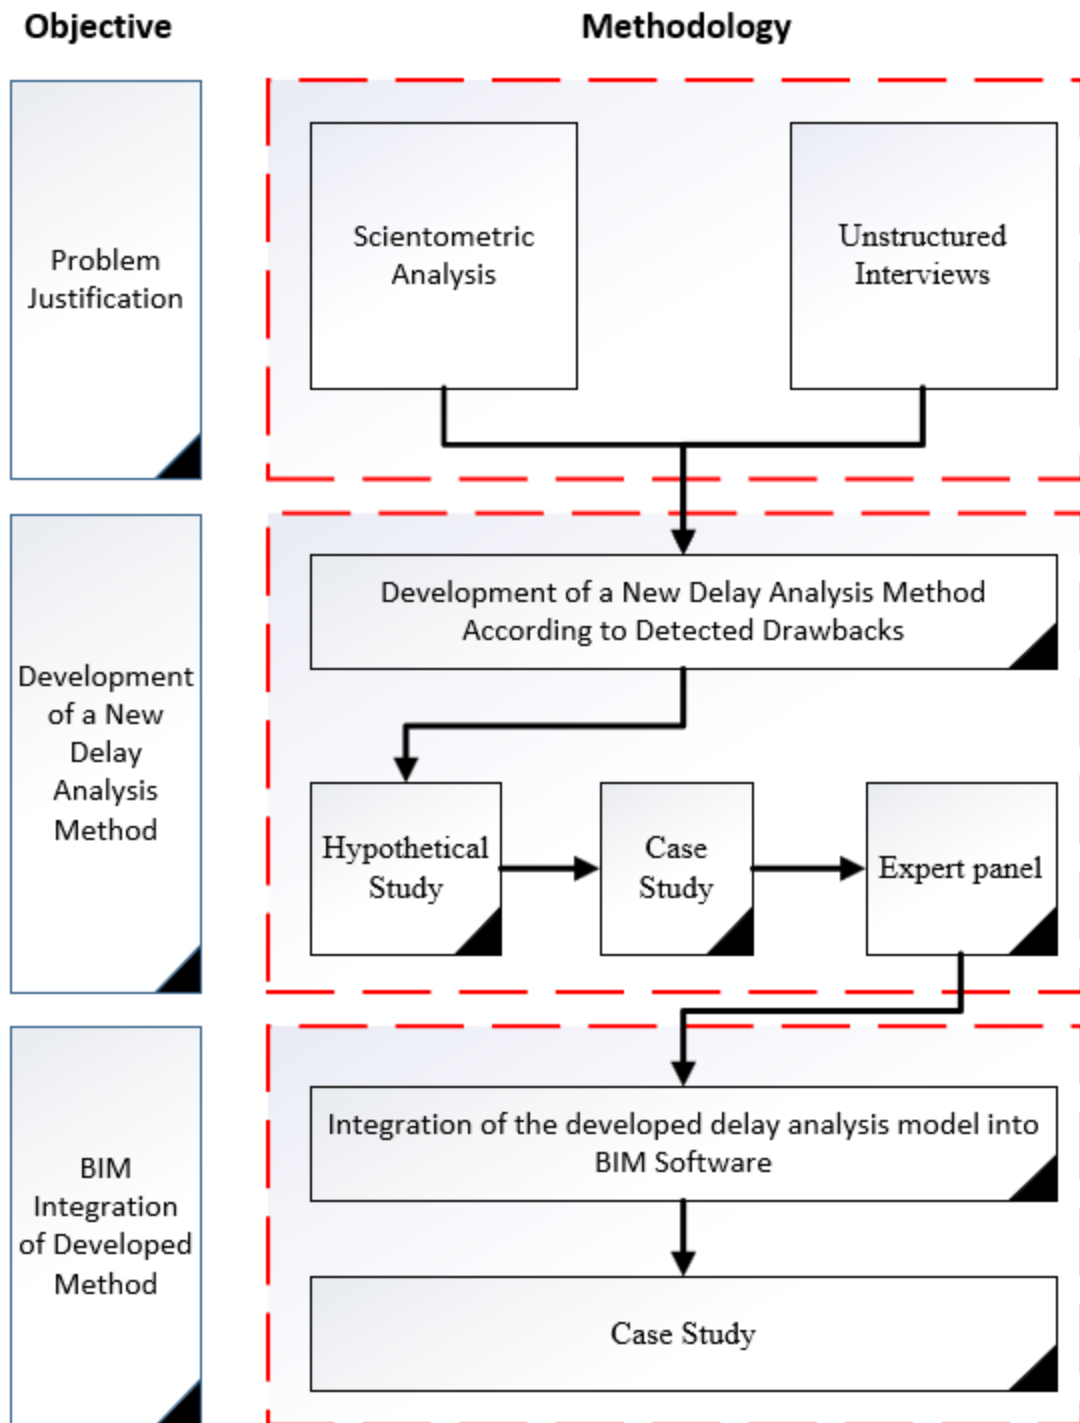 Objective
Methodology
Problem
Justification
Scientometric
Analysis
Unstructured
Interviews
Development
of a New
Delay
Analysis
Method
Development of a New Delay Analysis Method
According to Detected Drawbacks
Hypothetical
Study
Case
Study
Expert panel
BIM
Integration
of Developed
Method
Integration of the developed delay analysis model into
BIM Software
Case Study